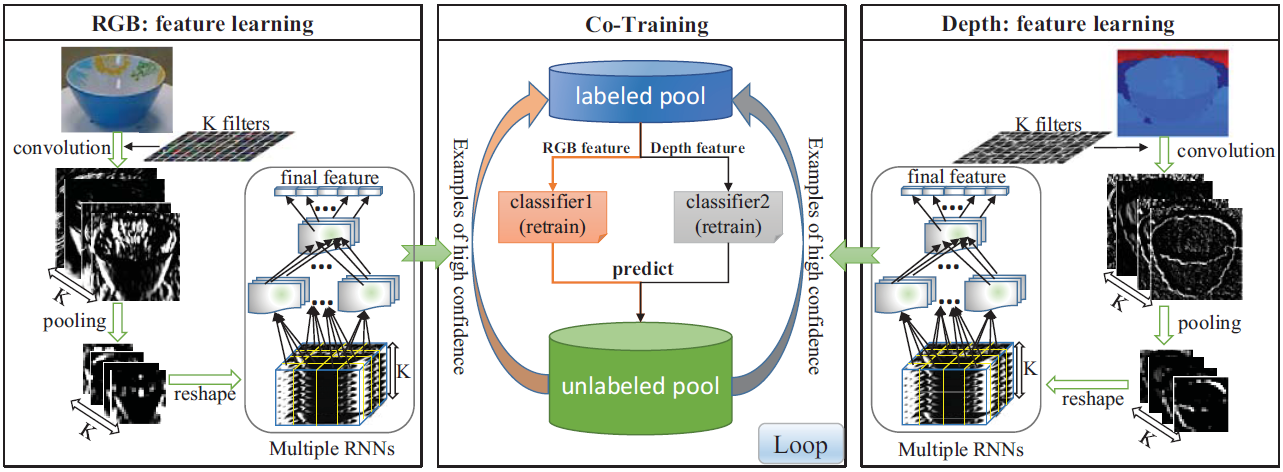 RGB: feature learning
K filters
convolution
final feature
...
...
...
K
pooling
K
reshape
K
Multiple RNNs
Co-Training
labeled pool
RGB feature
Depth feature
classifier1
(retrain)
classifier2
(retrain)
predict
unlabeled pool
Examples of high confidence
Examples of high confidence
Loop
Depth: feature learning
K filters
convolution
final feature
...
...
...
K
pooling
K
reshape
K
Multiple RNNs